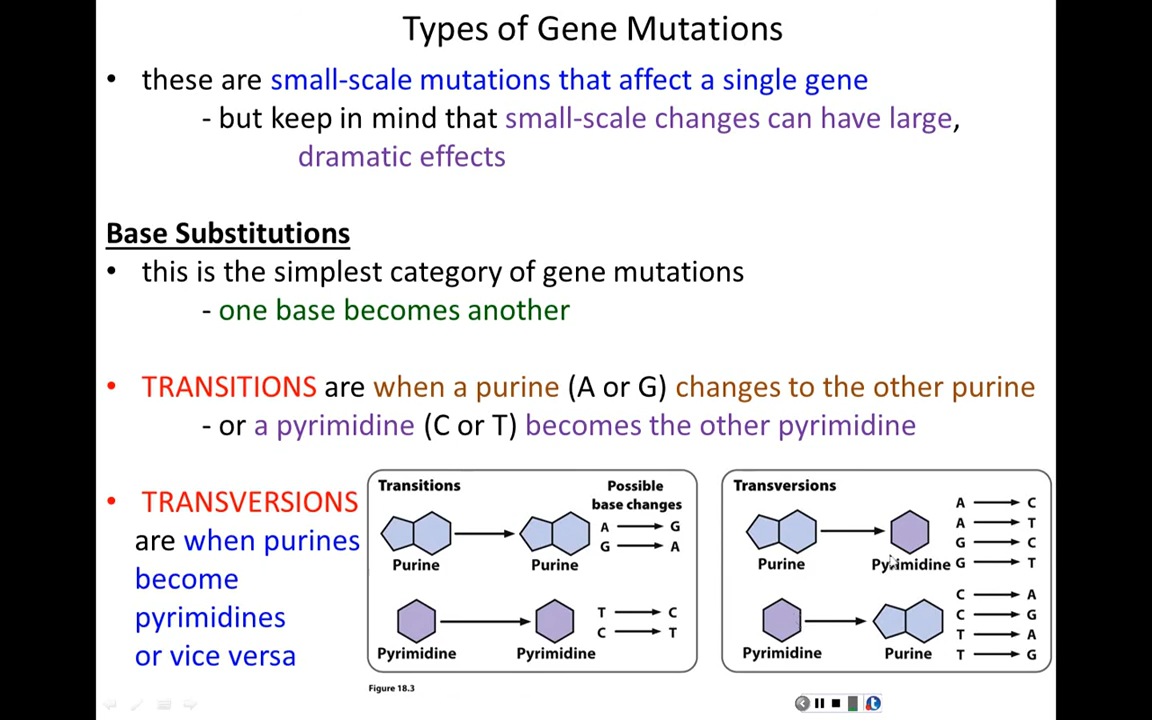 Types of Gene Mutations
• these are small-scale mutations that affect a single gene
- but keep in mind that small-scale changes can have large,
dramatic effects
Base Substitutions
• this is the simplest category of gene mutations
- one base becomes another
• TRANSITIONS are when a purine (A or G) changes to the other purine
- or a pyrimidine (C or T) becomes the other pyrimidine
• TRANSVERSIONS
are when purines
become
pyrimidines
or vice versa
Transitions
Possible
base changes
A → G
G → A
Purine
Purine
T → C
C → T
Pyrimidine
Pyrimidine
Transversions
A → C
A → T
G → C
G → T
Purine
Pyrimidine
C → A
C → G
T → A
T → G
Pyrimidine
Purine
Figure 18.3